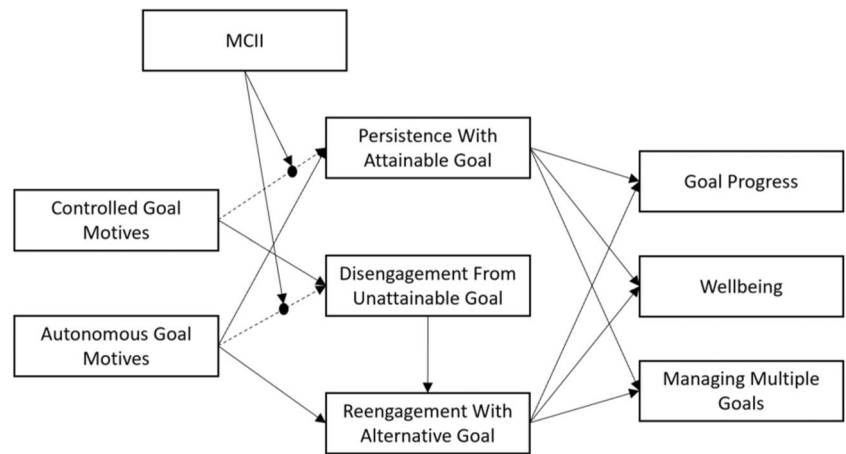 MCII
Persistence With
Attainable Goal
Goal Progress
Controlled Goal
Motives
Disengagement From
Unattainable Goal
Wellbeing
Autonomous Goal
Motives
Managing Multiple
Goals
Reengagement With
Alternative Goal